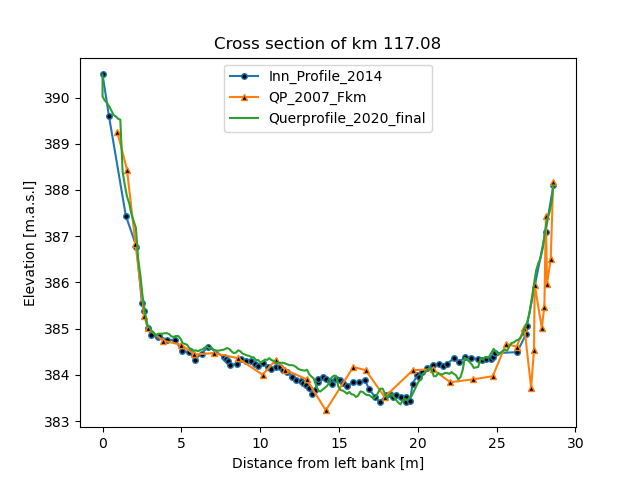 Cross section of km 117.08
Inn_Profile_2014
QP_2007_Fkm
Querprofile_2020_final
Elevation [m.a.s.l]
390
389
388
387
386
385
384
383
0 5 10 15 20 25 30
Distance from left bank [m]